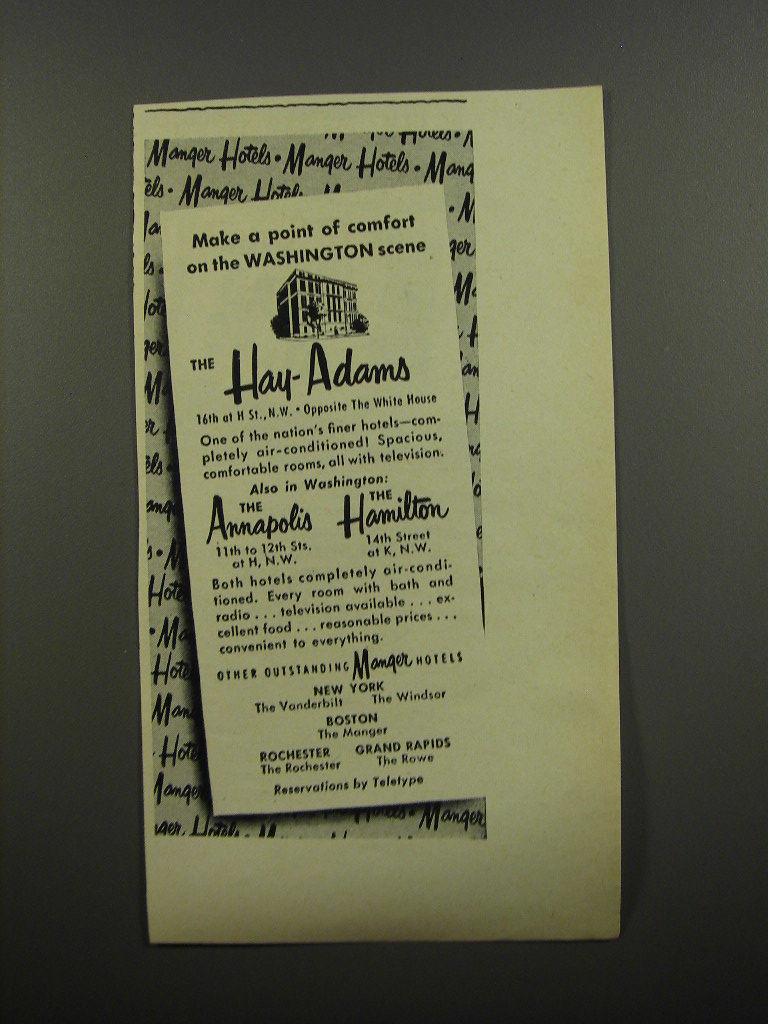 Manger Hotels • Manger Hotels •
Manger Hotels
Make a point of comfort
on the WASHINGTON scene
THE
Hay-Adams
16th at H St., N.W. • Opposite The White House
One of the nation's finer hotels—com-
pletely air-conditioned! Spacious,
comfortable rooms, all with television.
Also in Washington:
THE Annapolis
11th to 12th Sts.
at H, N.W.
THE Hamilton
14th Street
at K, N.W.
Both hotels completely air-condi-
tioned. Every room with bath and
radio . . . television available . . . ex-
cellent food . . . reasonable prices . . .
convenient to everything.
OTHER OUTSTANDING Manger HOTELS
NEW YORK
The Vanderbilt The Windsor
BOSTON
The Manger
ROCHESTER GRAND RAPIDS
The Rochester The Rowe
Reservations by Teletype
Manger